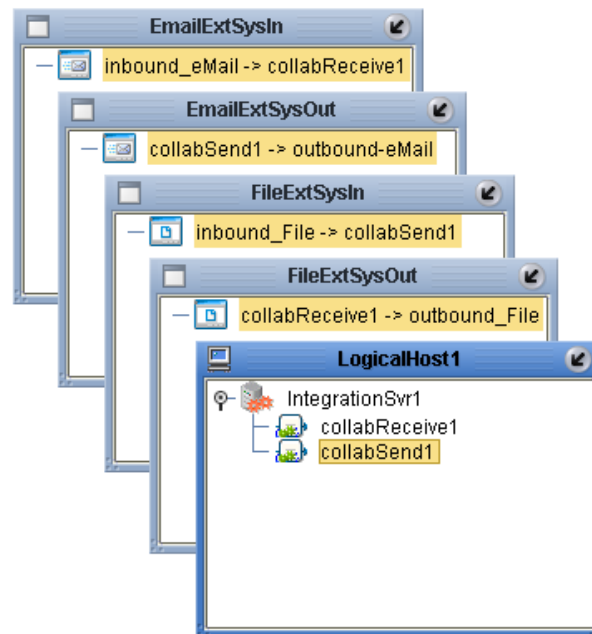 EmailExtSysIn
inbound_eMail -> collabReceive1
EmailExtSysOut
collabSend1 -> outbound-eMail
FileExtSysIn
inbound_File -> collabSend1
FileExtSysOut
collabReceive1 -> outbound_File
LogicalHost1
IntegrationSvr1
collabReceive1
collabSend1